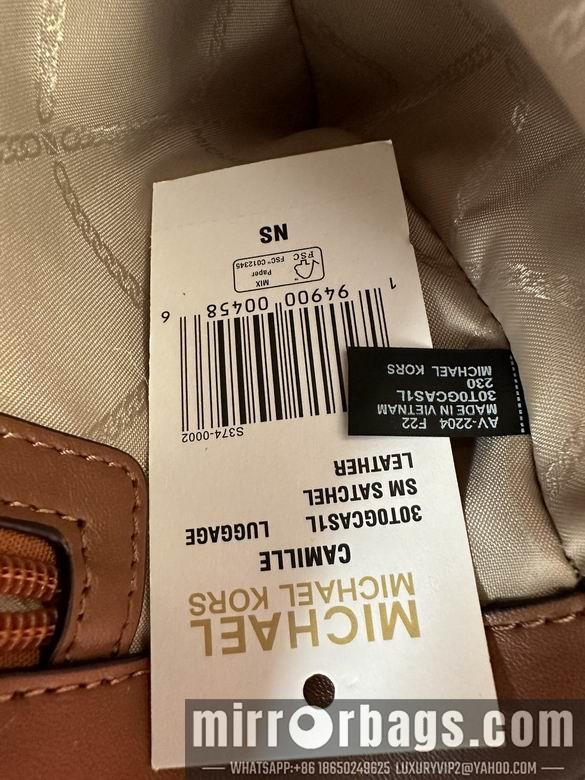 MICHAEL
MICHAEL KORS
CAMILLE
30T0GCAS1L LUGGAGE
SM SATCHEL
LEATHER
S374-0002
1 94900 00458 6
FSC
MIX
Paper
FSC™ C012345
NS
AV-2204 F22
MADE IN VIETNAM
30T0GCAS1L
230
MICHAEL KORS
mirrorbags.com
WHATSAPP:+86 18650249625 LUXURYVIP2@YAHOO.COM